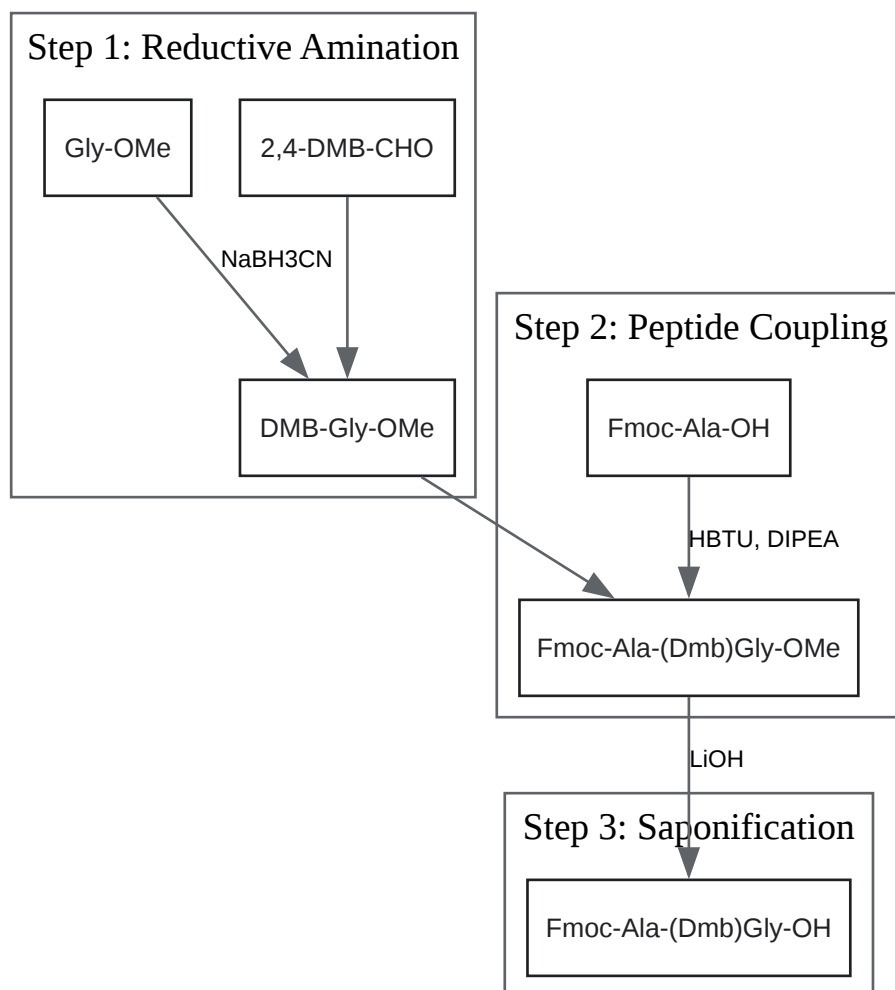 Step 1: Reductive Amination
Gly-OMe
2,4-DMB-CHO
NaBH3CN
DMB-Gly-OMe
Step 2: Peptide Coupling
Fmoc-Ala-OH
HBTU, DIPEA
Fmoc-Ala-(Dmb)Gly-OMe
LiOH
Step 3: Saponification
Fmoc-Ala-(Dmb)Gly-OH